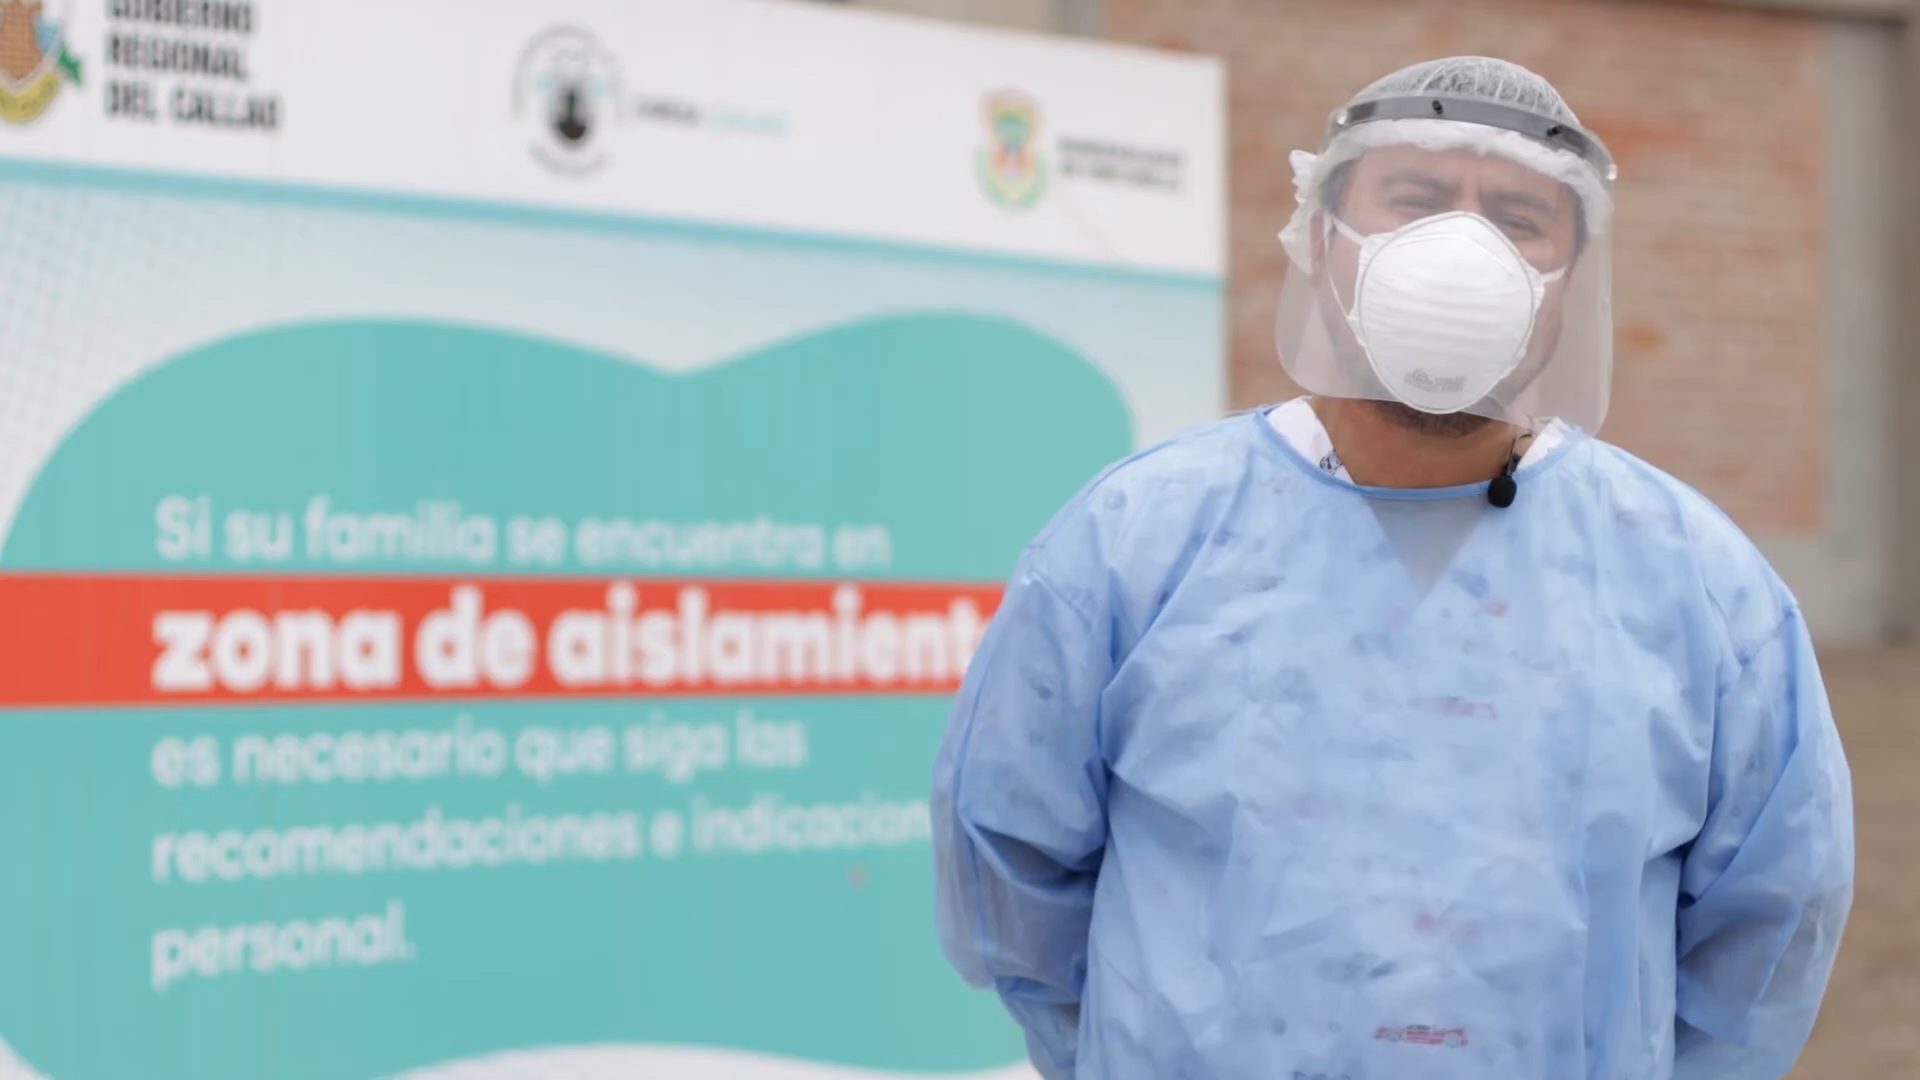 GOBIERNO
REGIONAL
DEL CALLAO
Si su familia se encuentra en
zona de aislamient
es necesario que siga las
recomendaciones e indicacion
personal.